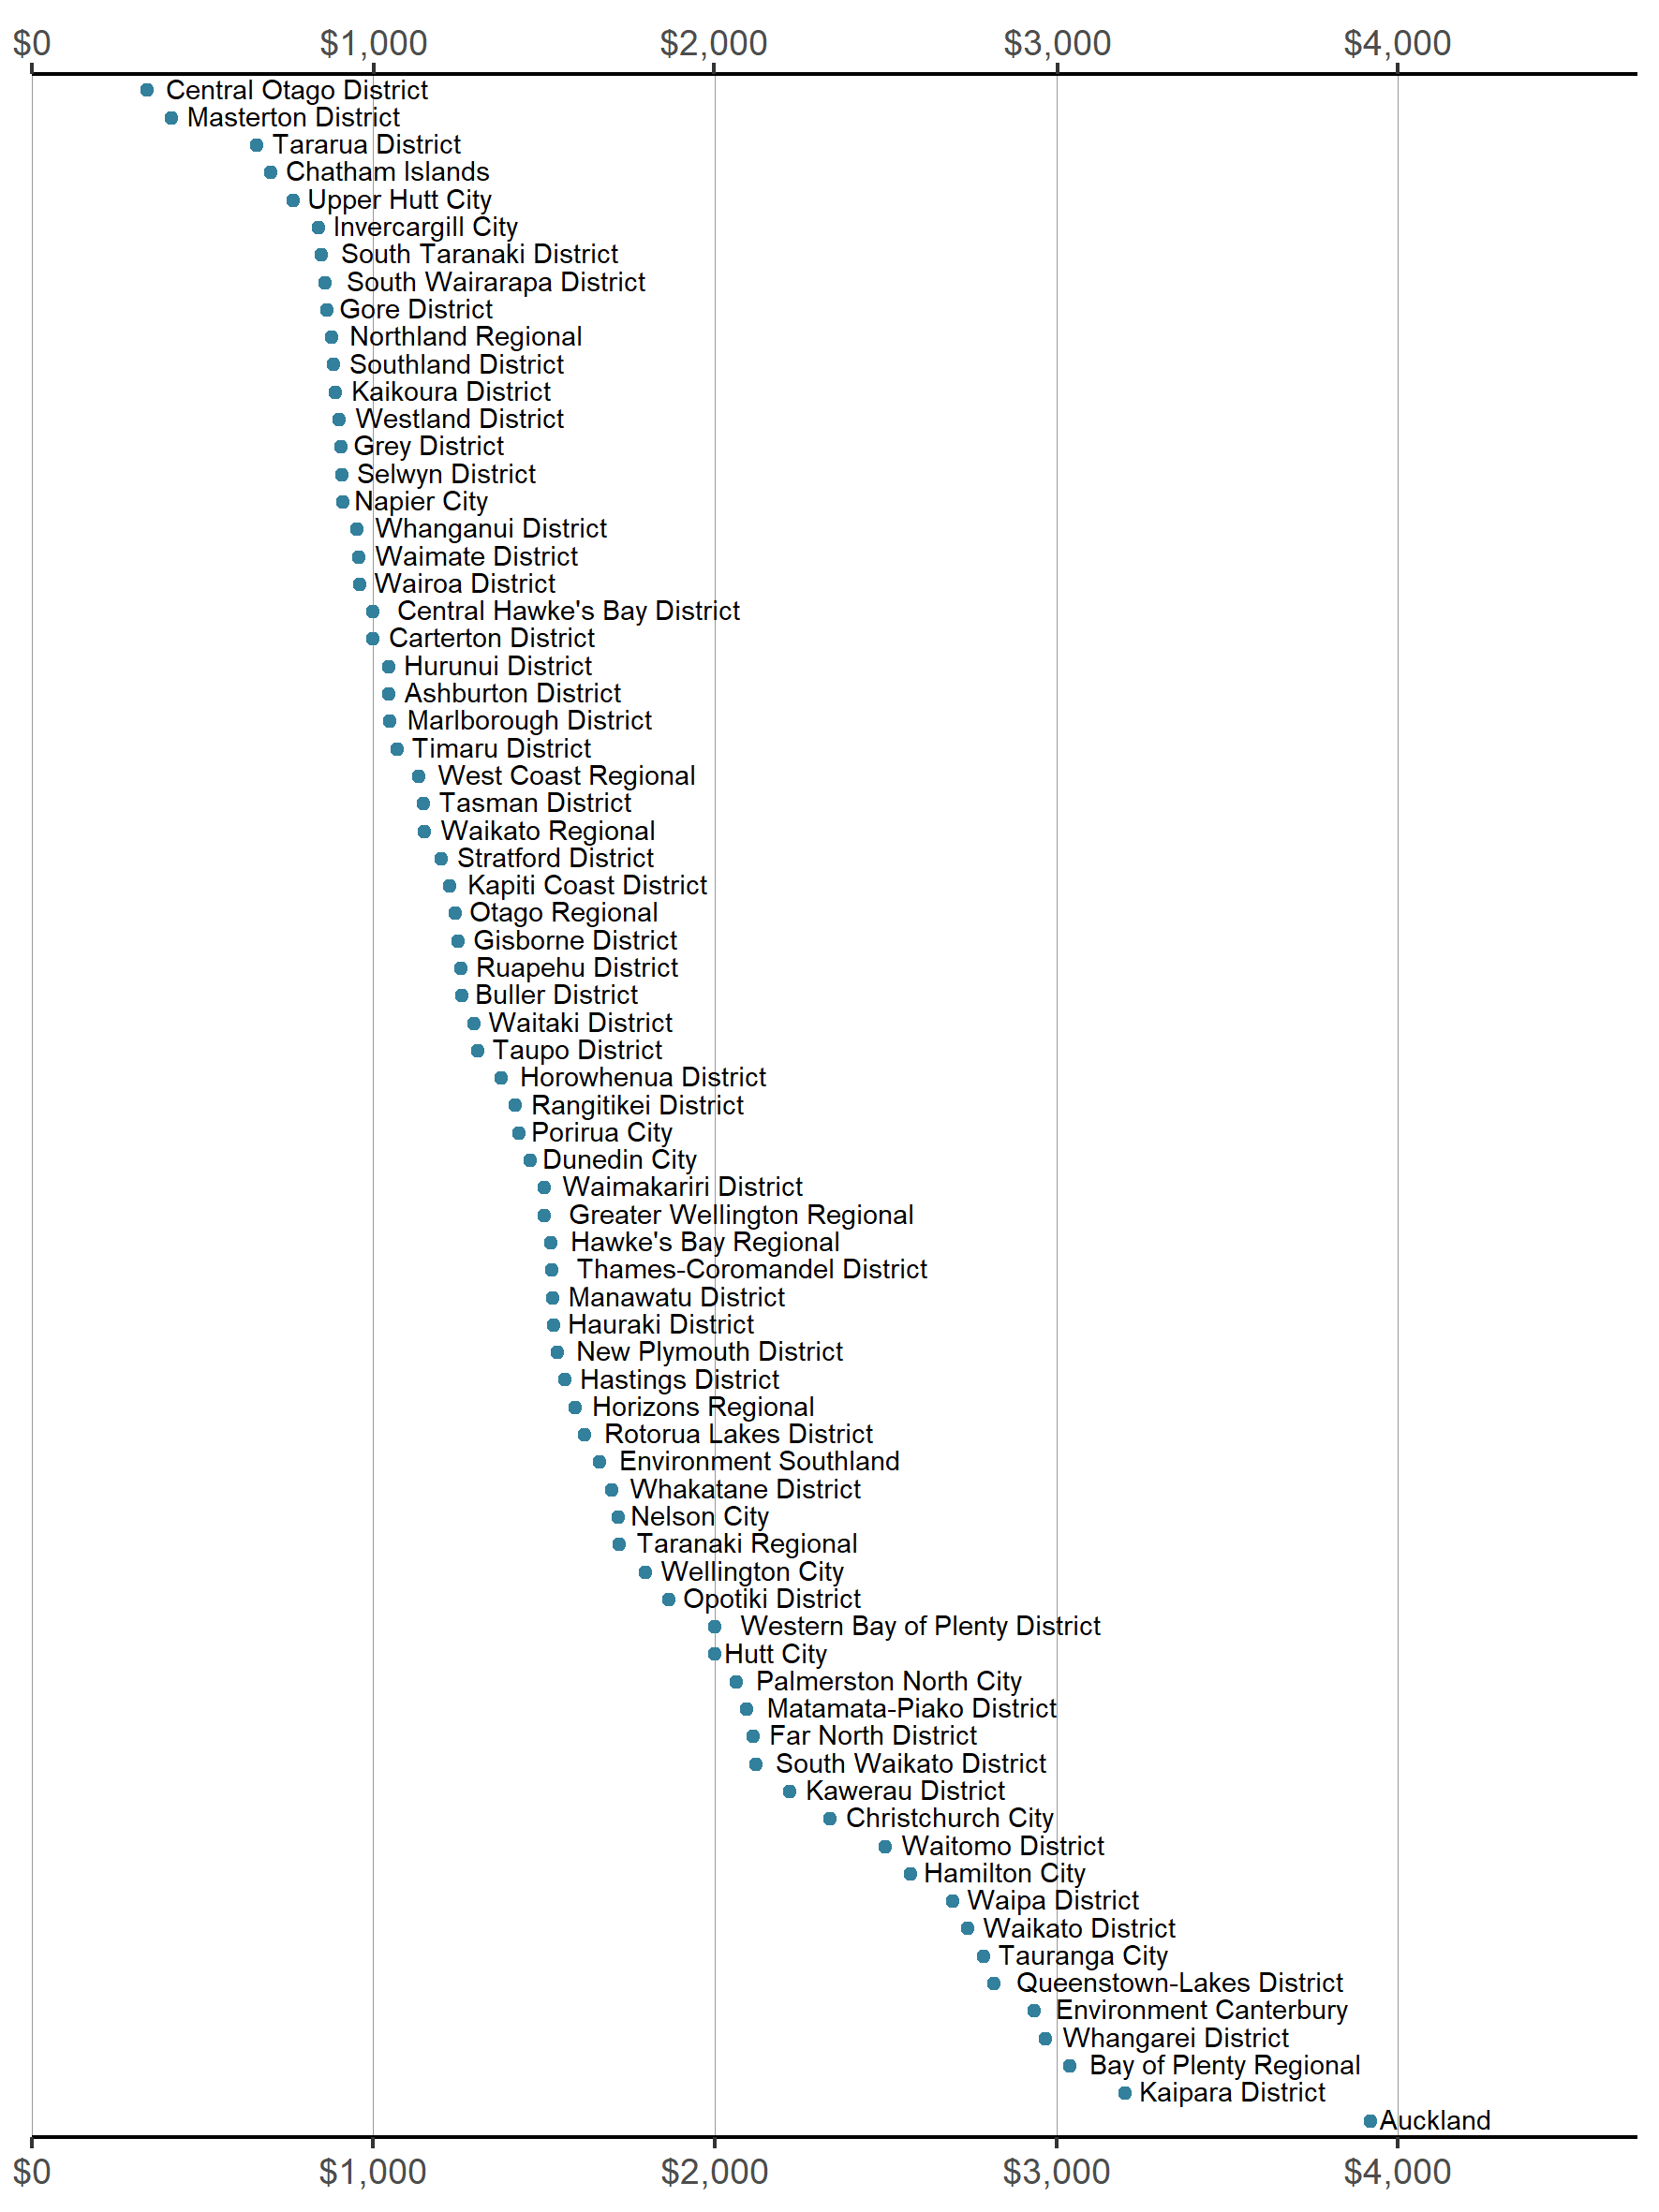 $0 $1,000 $2,000 $3,000 $4,000
Central Otago District
Masterton District
Tararua District
Chatham Islands
Upper Hutt City
Invercargill City
South Taranaki District
South Wairarapa District
Gore District
Northland Regional
Southland District
Kaikoura District
Westland District
Grey District
Selwyn District
Napier City
Whanganui District
Waimate District
Wairoa District
Central Hawke's Bay District
Carterton District
Hurunui District
Ashburton District
Marlborough District
Timaru District
West Coast Regional
Tasman District
Waikato Regional
Stratford District
Kapiti Coast District
Otago Regional
Gisborne District
Ruapehu District
Buller District
Waitaki District
Taupo District
Horowhenua District
Rangitikei District
Porirua City
Dunedin City
Waimakariri District
Greater Wellington Regional
Hawke's Bay Regional
Thames-Coromandel District
Manawatu District
Hauraki District
New Plymouth District
Hastings District
Horizons Regional
Rotorua Lakes District
Environment Southland
Whakatane District
Nelson City
Taranaki Regional
Wellington City
Opotiki District
Western Bay of Plenty District
Hutt City
Palmerston North City
Matamata-Piako District
Far North District
South Waikato District
Kawerau District
Christchurch City
Waitomo District
Hamilton City
Waipa District
Waikato District
Tauranga City
Queenstown-Lakes District
Environment Canterbury
Whangarei District
Bay of Plenty Regional
Kaipara District
Auckland
$0 $1,000 $2,000 $3,000 $4,000